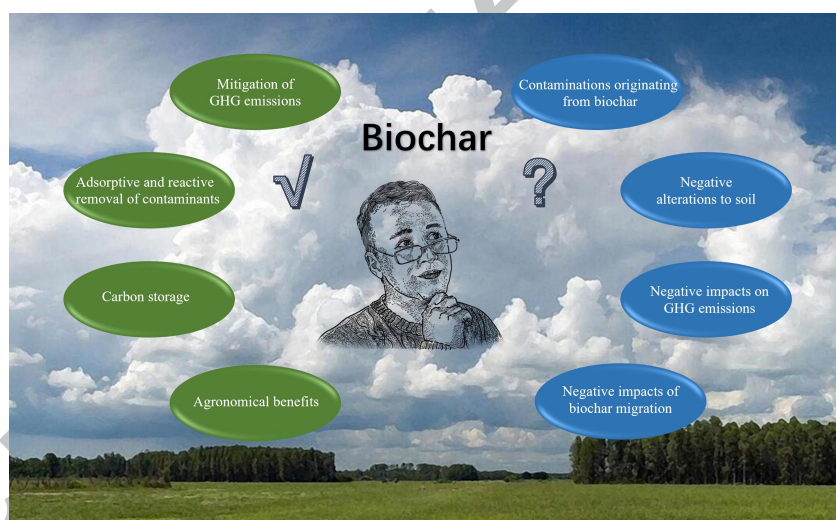 Mitigation of
GHG emissions
Contaminations originating
from biochar
Biochar
Adsorptive and reactive
removal of contaminants
√
?
Negative
alterations to soil
Carbon storage
Negative impacts on
GHG emissions
Agronomical benefits
Negative impacts of
biochar migration